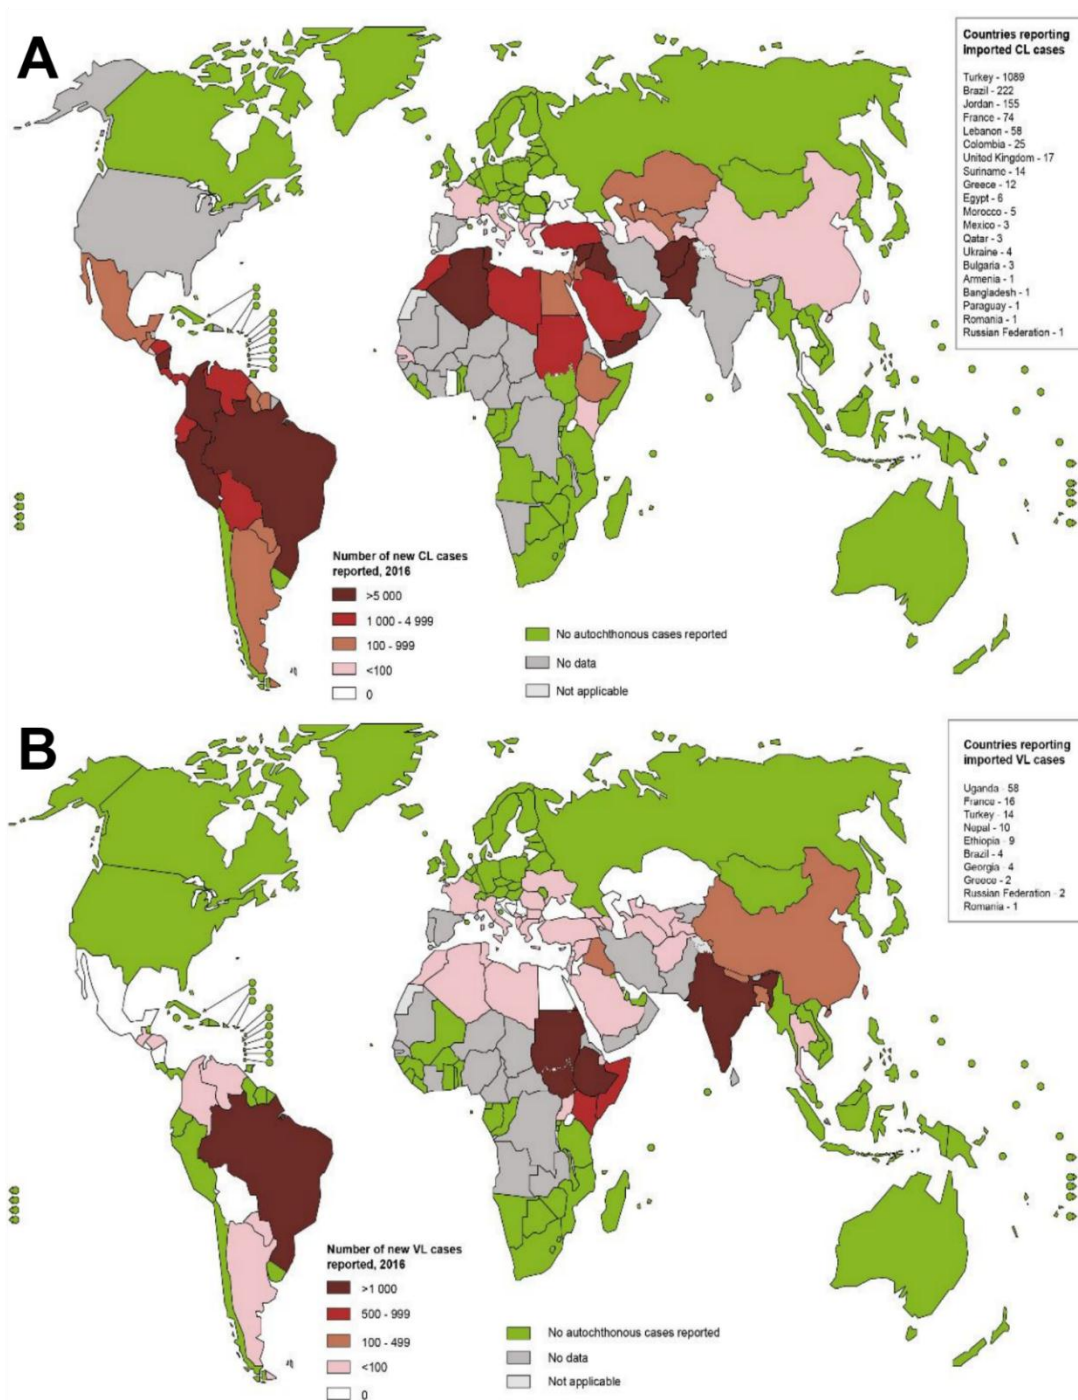 A
Countries reporting
imported CL cases
Turkey - 1089
Brazil - 222
Jordan - 155
France - 74
Lebanon - 58
Colombia - 25
United Kingdom - 17
Suriname - 14
Greece - 12
Egypt - 6
Morocco - 5
Mexico - 3
Qatar - 3
Ukraine - 4
Bulgaria - 3
Armenia - 1
Bangladesh - 1
Paraguay - 1
Romania - 1
Russian Federation - 1
Number of new CL cases
reported, 2016
>5 000
1 000 - 4 999
100 - 999
<100
0
No autochthonous cases reported
No data
Not applicable
B
Countries reporting
imported VL cases
Uganda - 58
France - 16
Turkey - 14
Nepal - 10
Ethiopia - 9
Brazil - 4
Georgia - 4
Greece - 2
Russian Federation - 2
Romania - 1
Number of new VL cases
reported, 2016
>1 000
500 - 999
100 - 499
<100
0
No autochthonous cases reported
No data
Not applicable